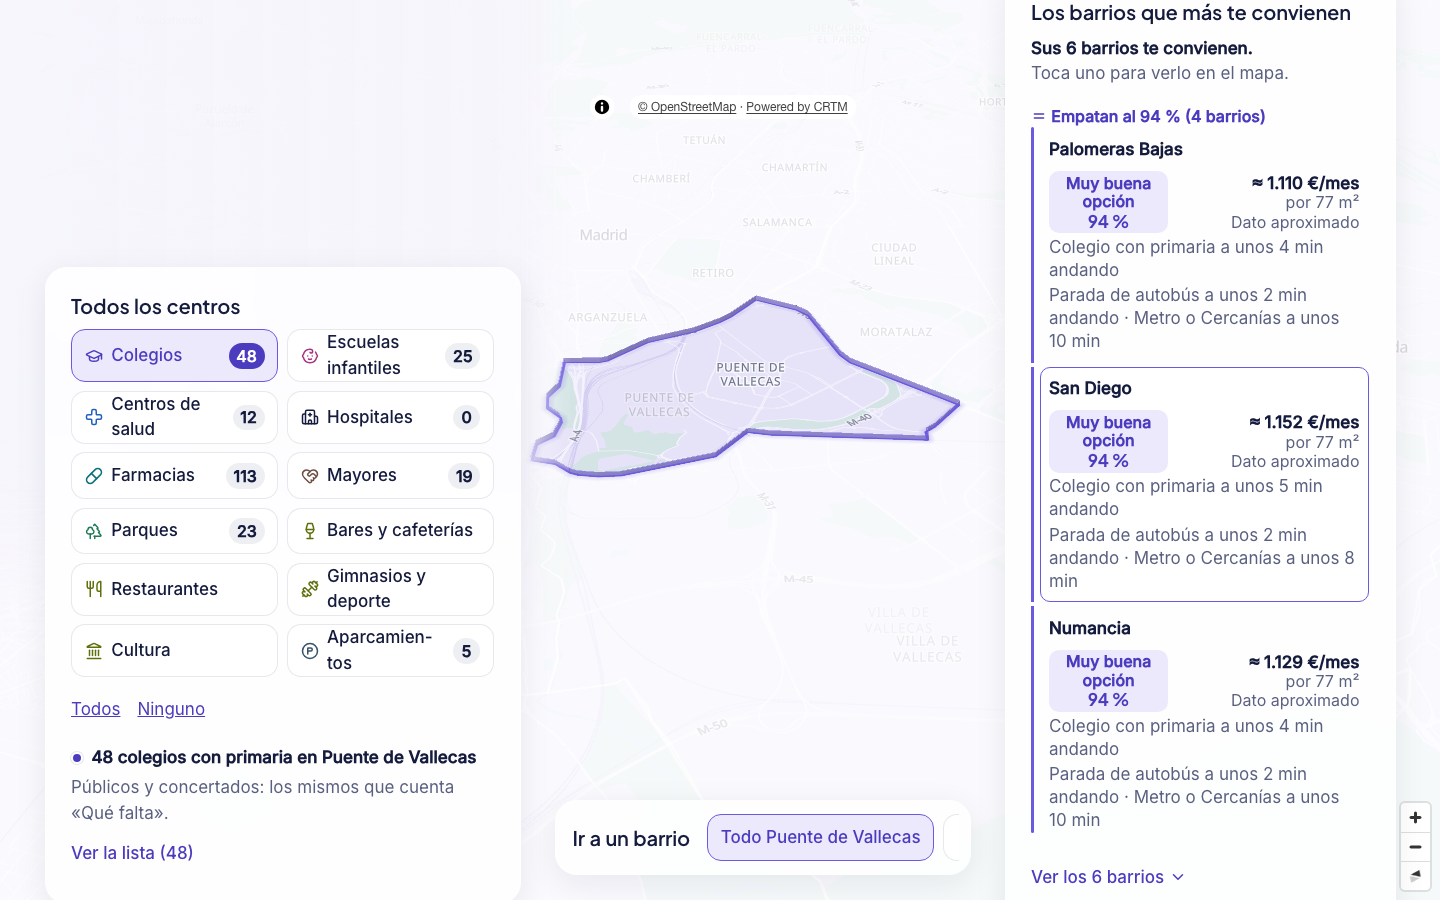 Todos los centros
Colegios 48
Escuelas
infantiles 25
Centros de
salud 12
Hospitales 0
Farmacias 113
Mayores 19
Parques 23
Bares y cafeterías
Restaurantes
Gimnasios y
deporte
Cultura
Aparcamien-
tos 5
Todos Ninguno
48 colegios con primaria en Puente de Vallecas
Públicos y concertados: los mismos que cuenta
«Qué falta».
Ver la lista (48)
FUENCARRAL-
EL PARDO
FUENCARRAL-
EL PARDO
© OpenStreetMap · Powered by CRTM
TETUÁN
CHAMARTÍN
CHAMBERÍ
SALAMANCA
Madrid
CIUDAD
LINEAL
RETIRO
ARGANZUELA
MORATALAZ
PUENTE DE
VALLECAS
PUENTE DE
VALLECAS
M-40
A-4
M-31
M-45
VILLA DE
VALLECAS
VILLA DE
VALLECAS
M-50
Ir a un barrio
Todo Puente de Vallecas
Los barrios que más te convienen
Sus 6 barrios te convienen.
Toca uno para verlo en el mapa.
= Empatan al 94 % (4 barrios)
Palomeras Bajas
Muy buena
opción
94 %
≈ 1.110 €/mes
por 77 m²
Dato aproximado
Colegio con primaria a unos 4 min
andando
Parada de autobús a unos 2 min
andando · Metro o Cercanías a unos
10 min
San Diego
Muy buena
opción
94 %
≈ 1.152 €/mes
por 77 m²
Dato aproximado
Colegio con primaria a unos 5 min
andando
Parada de autobús a unos 2 min
andando · Metro o Cercanías a unos 8
min
Numancia
Muy buena
opción
94 %
≈ 1.129 €/mes
por 77 m²
Dato aproximado
Colegio con primaria a unos 4 min
andando
Parada de autobús a unos 2 min
andando · Metro o Cercanías a unos
10 min
Ver los 6 barrios